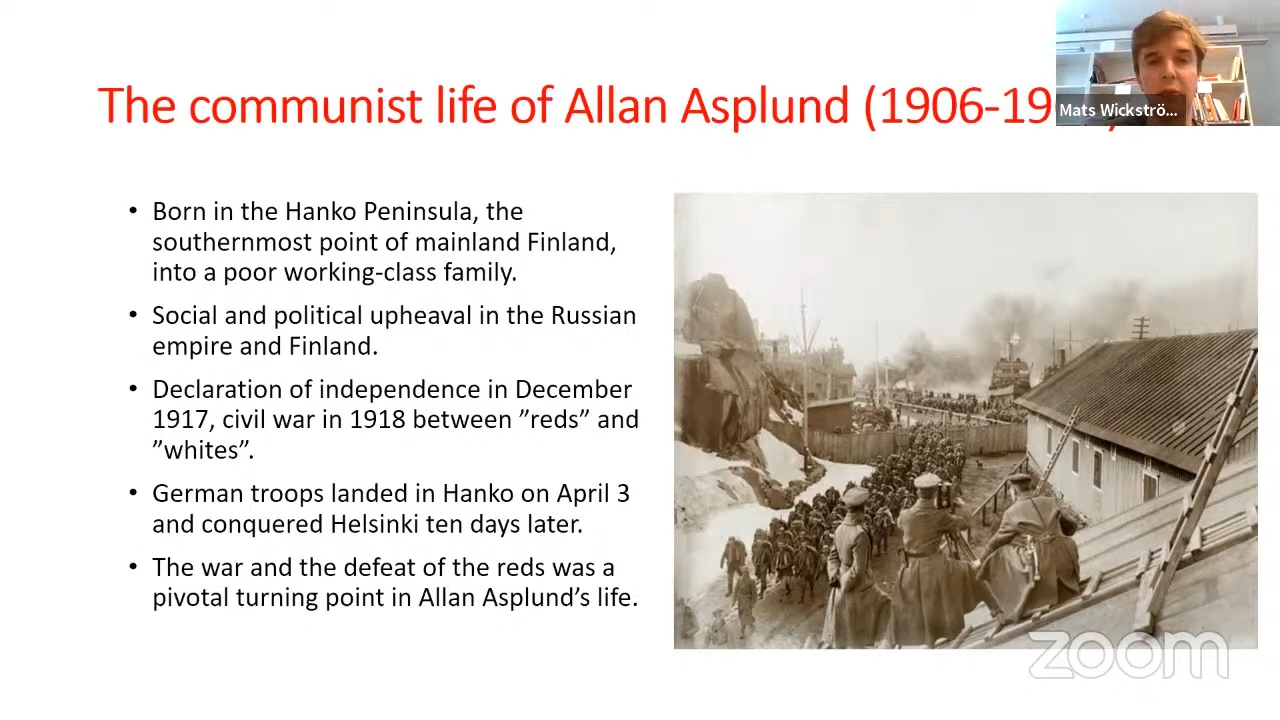 The communist life of Allan Asplund (1906-19
Mats Wickströ...
• Born in the Hanko Peninsula, the
southernmost point of mainland Finland,
into a poor working-class family.
• Social and political upheaval in the Russian
empire and Finland.
• Declaration of independence in December
1917, civil war in 1918 between ”reds” and
”whites”.
• German troops landed in Hanko on April 3
and conquered Helsinki ten days later.
• The war and the defeat of the reds was a
pivotal turning point in Allan Asplund’s life.
zoom